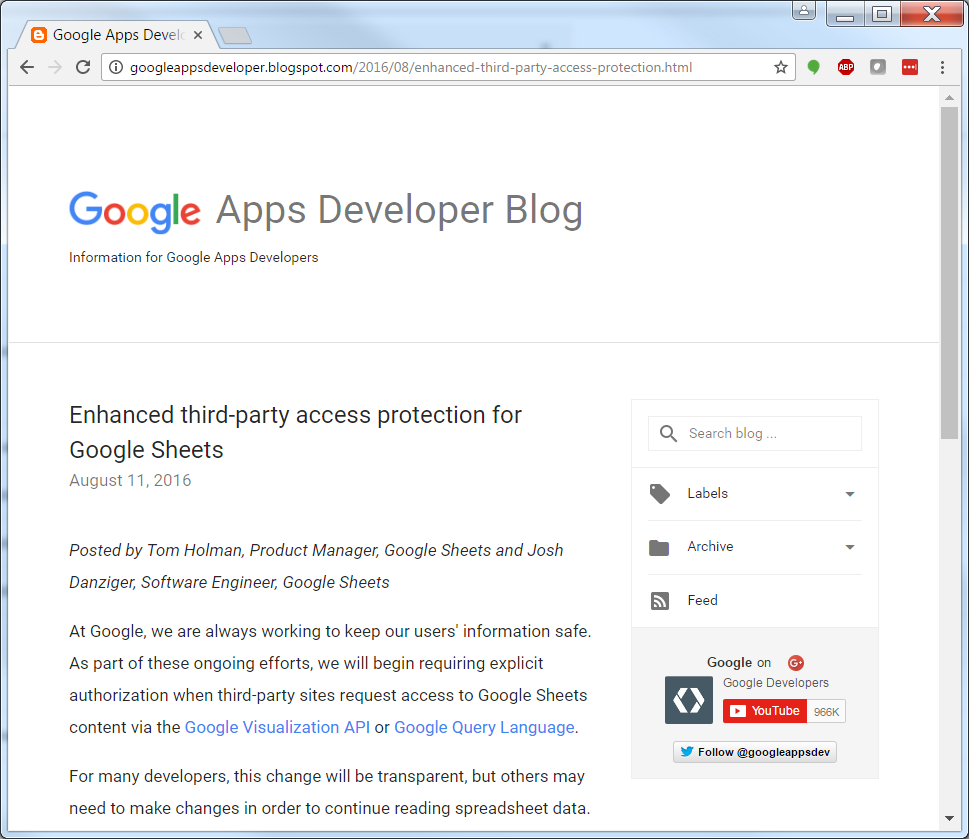 Google Apps Develo
googleappsdeveloper.blogspot.com/2016/08/enhanced-third-party-access-protection.html
ABP
Google Apps Developer Blog
Information for Google Apps Developers
Enhanced third-party access protection for
Google Sheets
August 11, 2016
Posted by Tom Holman, Product Manager, Google Sheets and Josh
Danziger, Software Engineer, Google Sheets
At Google, we are always working to keep our users' information safe.
As part of these ongoing efforts, we will begin requiring explicit
authorization when third-party sites request access to Google Sheets
content via the Google Visualization API or Google Query Language.
For many developers, this change will be transparent, but others may
need to make changes in order to continue reading spreadsheet data.
Search blog ...
Labels
Archive
Feed
Google on G+
Google Developers
YouTube 966K
Follow @googleappsdev